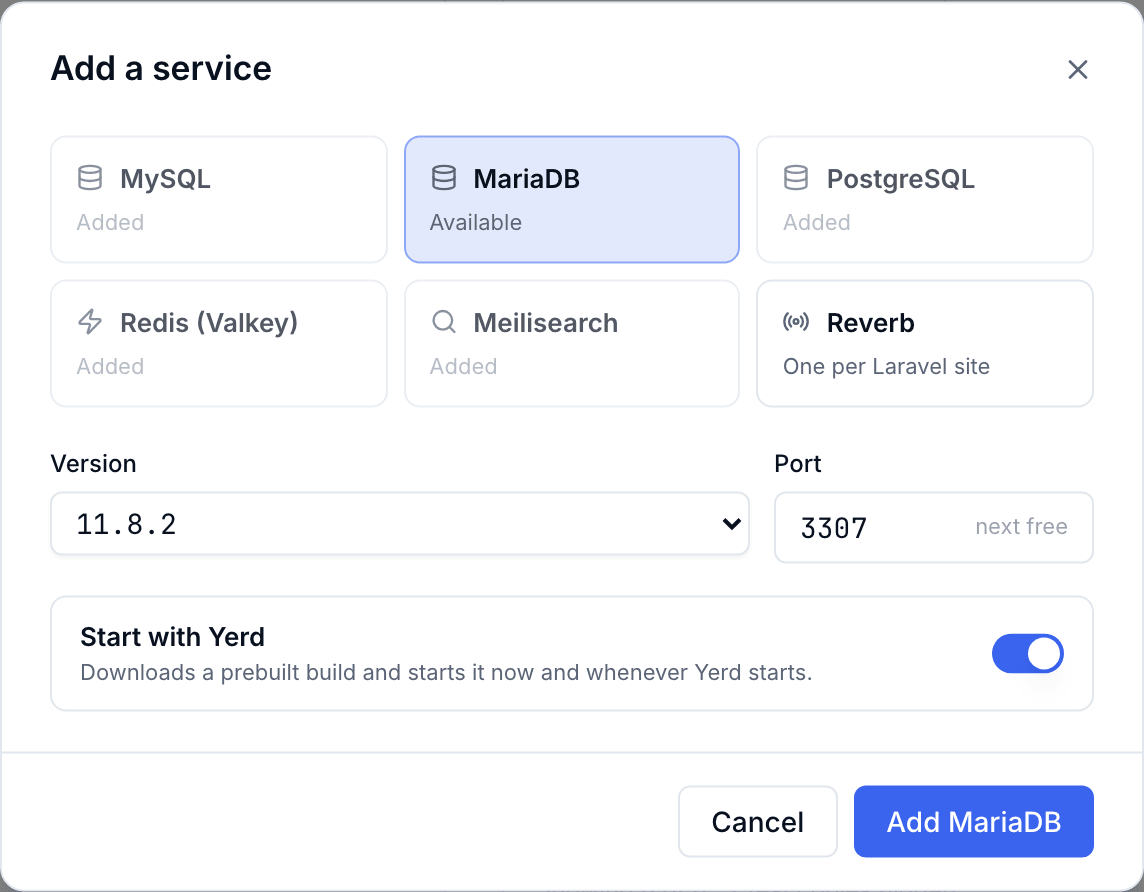 Add a service
MySQL
Added
MariaDB
Available
PostgreSQL
Added
Redis (Valkey)
Added
Meilisearch
Added
Reverb
One per Laravel site
Version
Port
11.8.2
3307
next free
Start with Yerd
Downloads a prebuilt build and starts it now and whenever Yerd starts.
Cancel
Add MariaDB